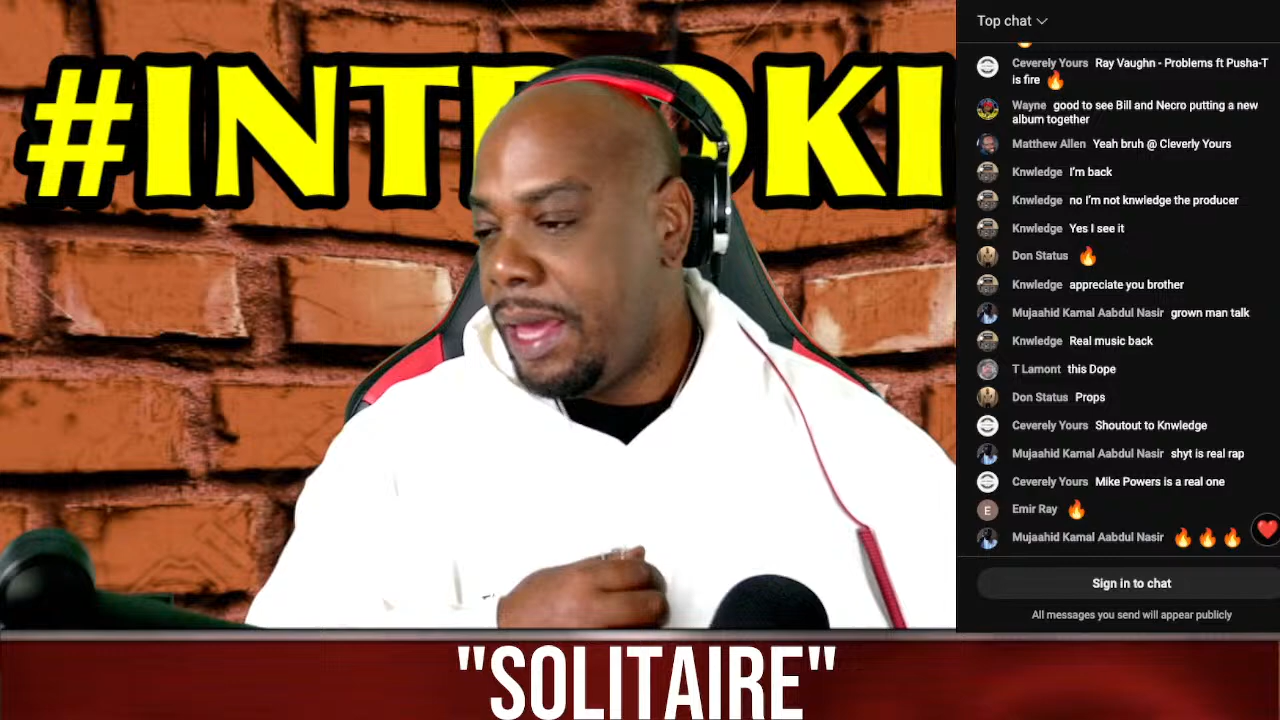 #INTROKI
Top chat
Ceverely Yours Ray Vaughn - Problems ft Pusha-T
is fire 🔥
Wayne good to see Bill and Necro putting a new
album together
Matthew Allen Yeah bruh @ Cleverly Yours
Knwledge I'm back
Knwledge no I'm not knwledge the producer
Knwledge Yes I see it
Don Status 🔥
Knwledge appreciate you brother
Mujaahid Kamal Aabdul Nasir grown man talk
Knwledge Real music back
T Lamont this Dope
Don Status Props
Ceverely Yours Shoutout to Knwledge
Mujaahid Kamal Aabdul Nasir shyt is real rap
Ceverely Yours Mike Powers is a real one
E Emir Ray 🔥
Mujaahid Kamal Aabdul Nasir 🔥🔥🔥
Sign in to chat
All messages you send will appear publicly
"SOLITAIRE"